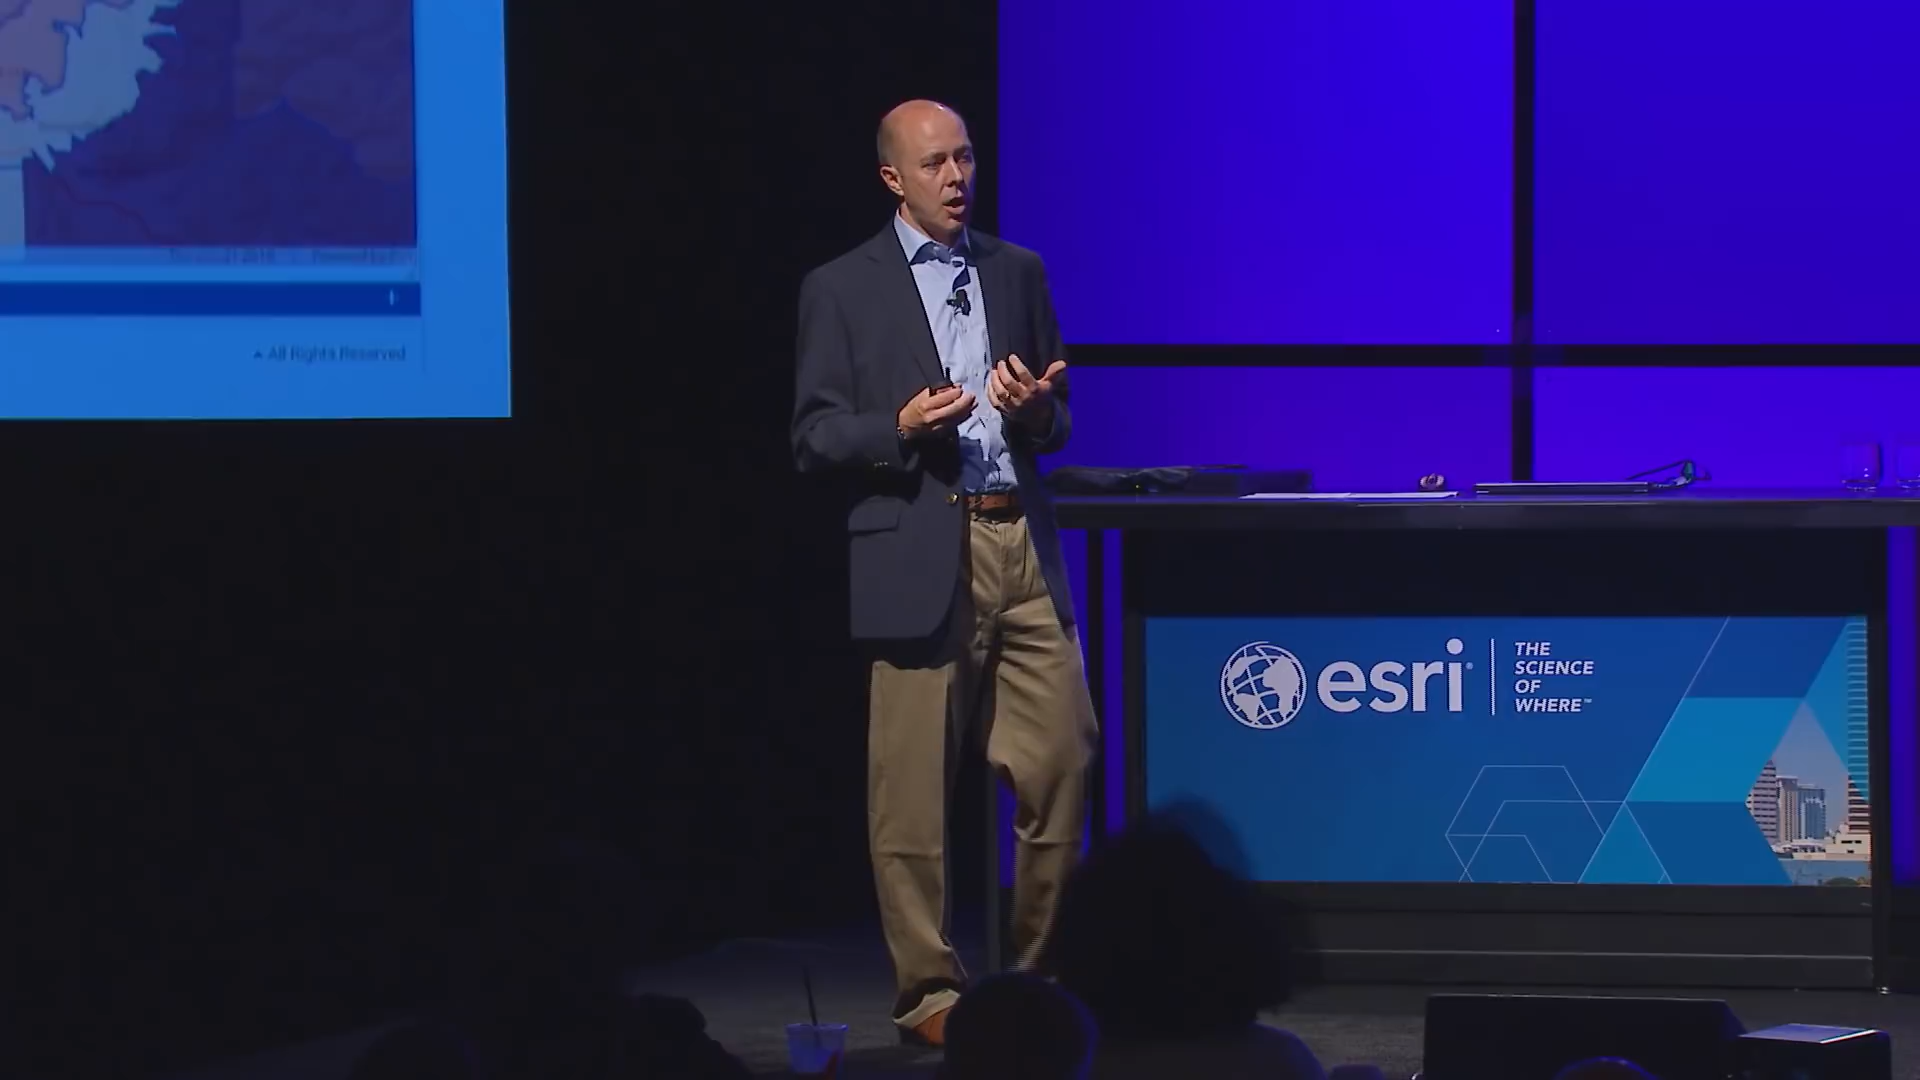 All Rights Reserved
esri
THE
SCIENCE
OF
WHERE™